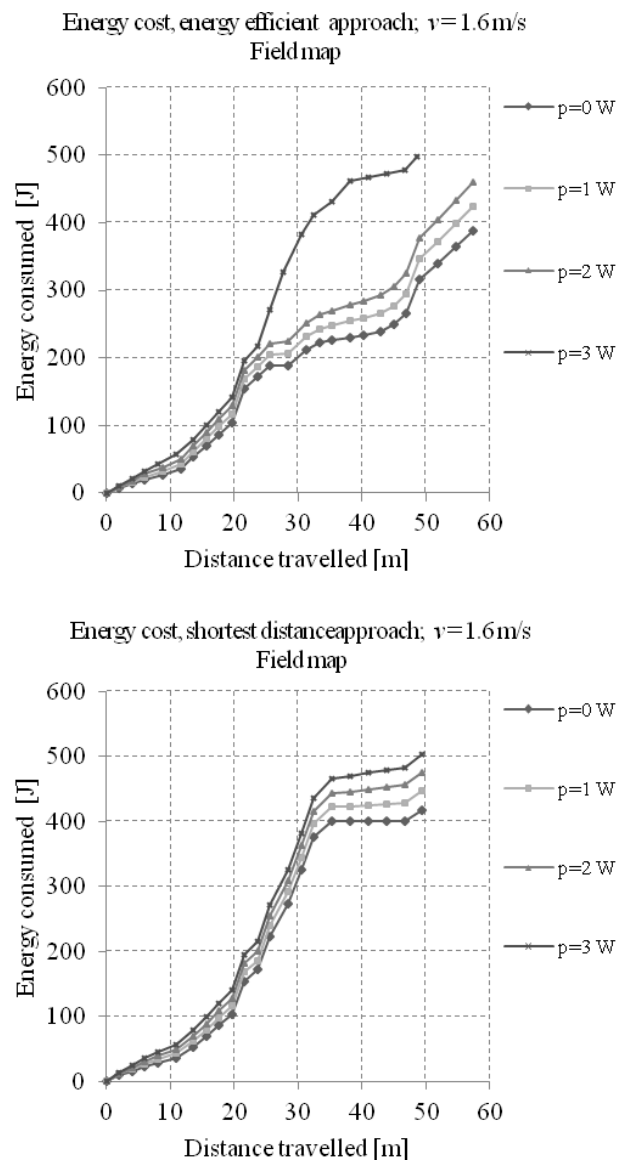 Energy cost, energy efficient approach; v = 1.6 m/s
Field map
600
500
400
300
200
100
0
0 10 20 30 40 50 60
Energy consumed [J]
Distance travelled [m]
p=0 W
p=1 W
p=2 W
p=3 W
Energy cost, shortest distanceapproach; v = 1.6 m/s
Field map
600
500
400
300
200
100
0
0 10 20 30 40 50 60
Energy consumed [J]
Distance travelled [m]
p=0 W
p=1 W
p=2 W
p=3 W